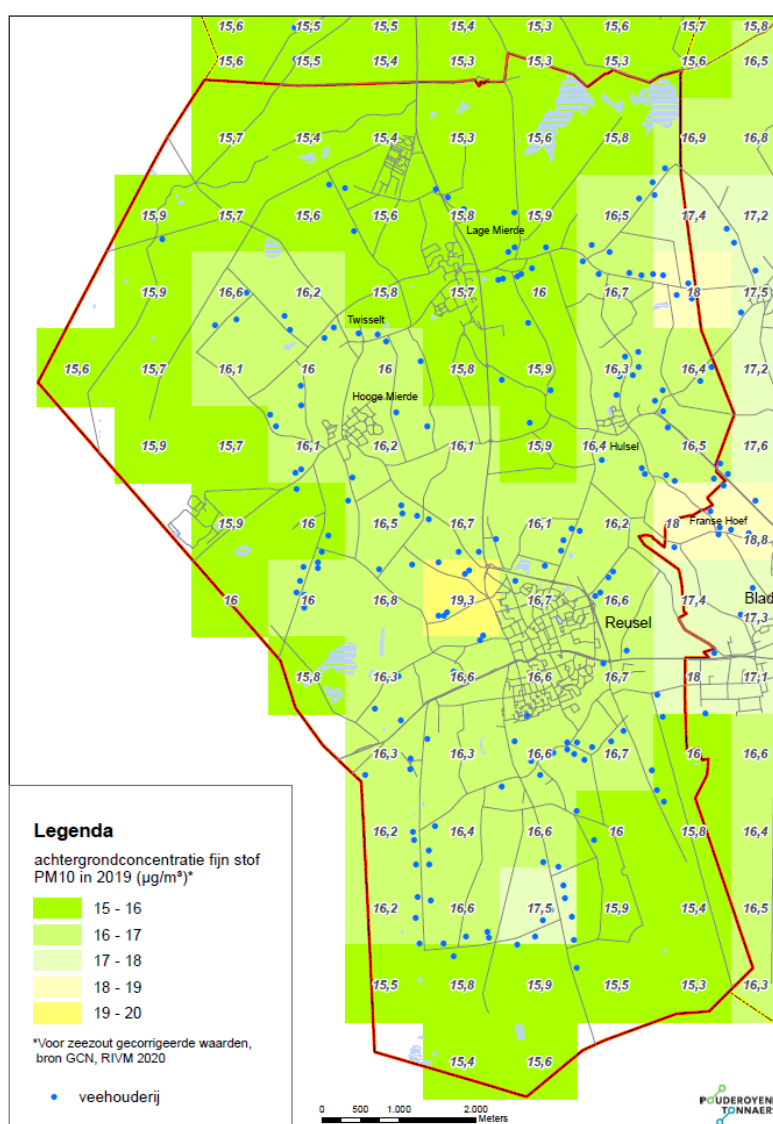 15,6 15,5 15,5 15,4 15,3 15,6 15,7 15,8
15,6 15,5 15,4 15,3 15,3 15,3 15,6 16,5
15,7 15,4 15,4 15,3 15,6 15,8 16,9 16,8
15,9 15,7 15,6 15,6 15,8 15,9 16,5 17,4 17,2
Lage Mierde
15,9 16,6 16,2 15,8 15,7 16 16,7 18 17,5
Twisselt
15,6 15,7 16,1 16 16 15,8 15,9 16,3 16,4 17,2
Hooge Mierde
15,9 15,7 16,1 16,2 16,1 15,9 16,4 16,5 17,6
Hulsel
15,9 16 16,5 16,7 16,1 16,2 18 18,8
Franse Hoef
16 16 16,8 19,3 16,7 16,6 17,4 17,3
Blad
Reusel
15,8 16,3 16,6 16,6 16,7 18 17,1
16,3 16,3 16,6 16,7 16 16,6
16,2 16,4 16,6 16 15,8 16,4
16,2 16,6 17,5 15,9 15,4 16,5
15,5 15,8 15,9 15,5 15,3 16,3
15,4 15,6
Legenda
achtergrondconcentratie fijn stof
PM10 in 2019 (µg/m³)*
15 - 16
16 - 17
17 - 18
18 - 19
19 - 20
*Voor zeezout gecorrigeerde waarden,
bron GCN, RIVM 2020
veehouderij
0 500 1.000 2.000
Meters
POUDEROYEN
TONNAER